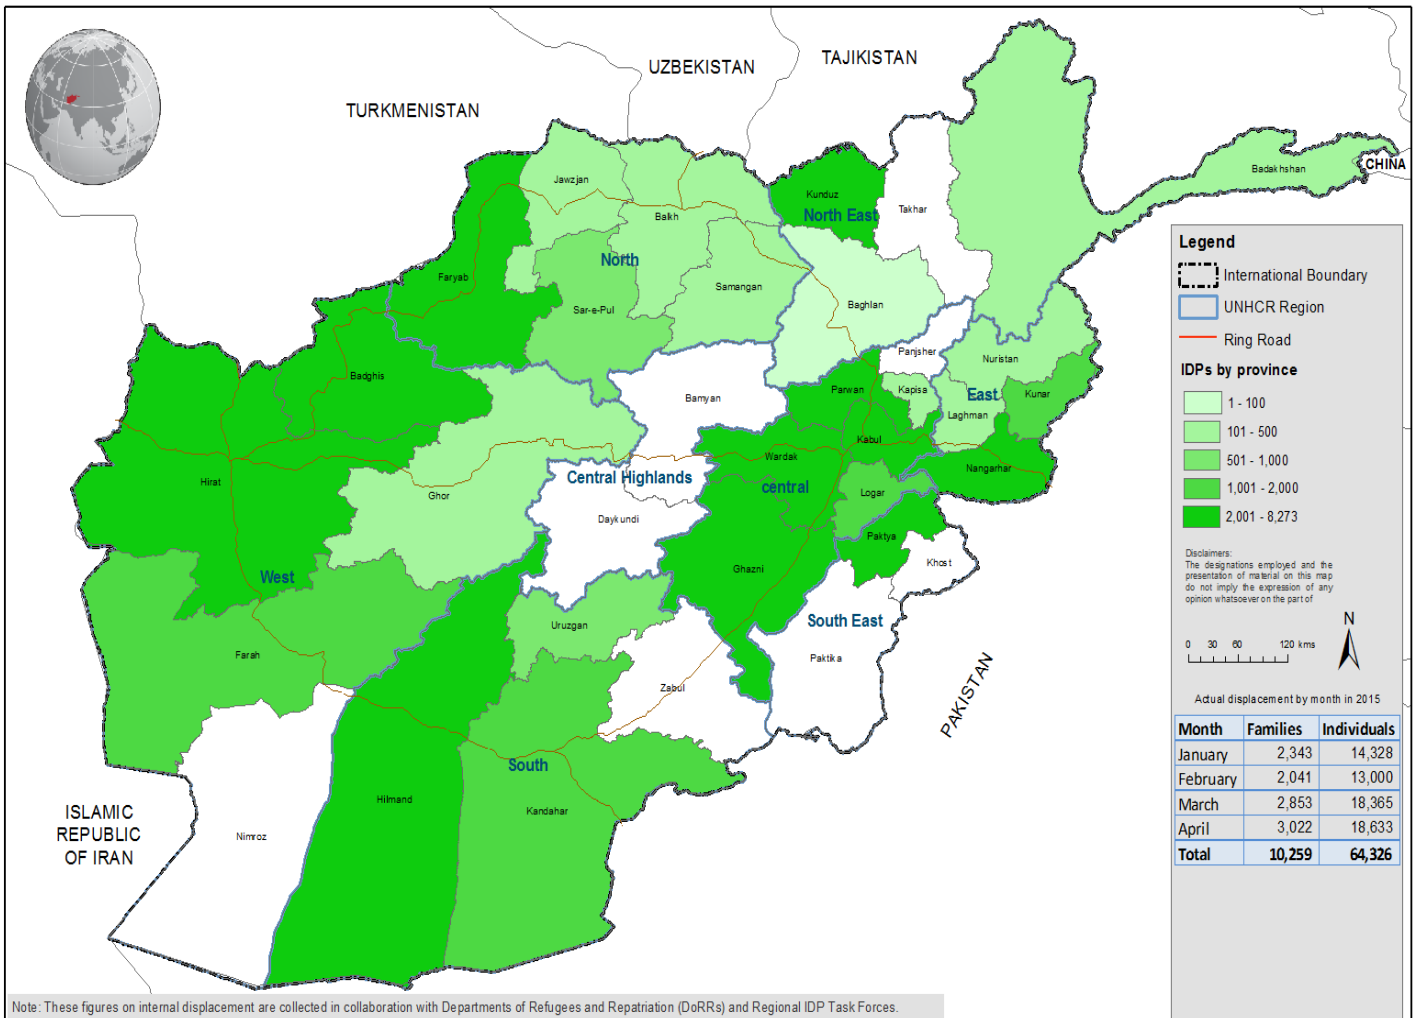 UZBEKISTAN
TAJIKISTAN
TURKMENISTAN
CHINA
Badakhshan
Jawzjan
Balkh
Kunduz
North East
Takhar
North
Faryab
Samangan
Sar-e-Pul
Baghlan
Panjsher
Nuristan
Badghis
Bamyan
Parwan
Kapisa
East
Kunar
Laghman
Kabul
Wardak
Nangarhar
Hirat
Ghor
Central Highlands
central
Logar
Daykundi
Paktya
Khost
Ghazni
West
Uruzgan
South East
Farah
Paktika
Zabul
PAKISTAN
South
Hilmand
Kandahar
Nimroz
ISLAMIC
REPUBLIC
OF IRAN
Legend
International Boundary
UNHCR Region
Ring Road
IDPs by province
1 - 100
101 - 500
501 - 1,000
1,001 - 2,000
2,001 - 8,273
Disclaimers:
The designations employed and the
presentation of material on this map
do not imply the expression of any
opinion whatsoever on the part of
N
0 30 60 120 kms
Actual displacement by month in 2015
Month Families Individuals
January 2,343 14,328
February 2,041 13,000
March 2,853 18,365
April 3,022 18,633
Total 10,259 64,326
Note: These figures on internal displacement are collected in collaboration with Departments of Refugees and Repatriation (DoRRs) and Regional IDP Task Forces.